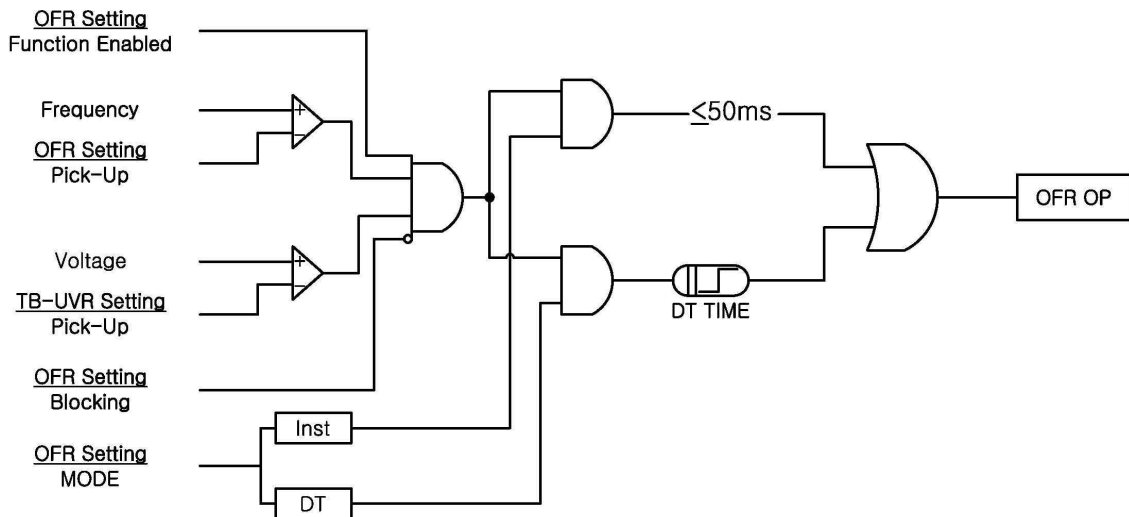 OFR Setting
Function Enabled
Frequency
+
−
OFR Setting
Pick-Up
Voltage
+
−
TB-UVR Setting
Pick-Up
OFR Setting
Blocking
OFR Setting
MODE
Inst
DT
≤50ms
DT TIME
OFR OP